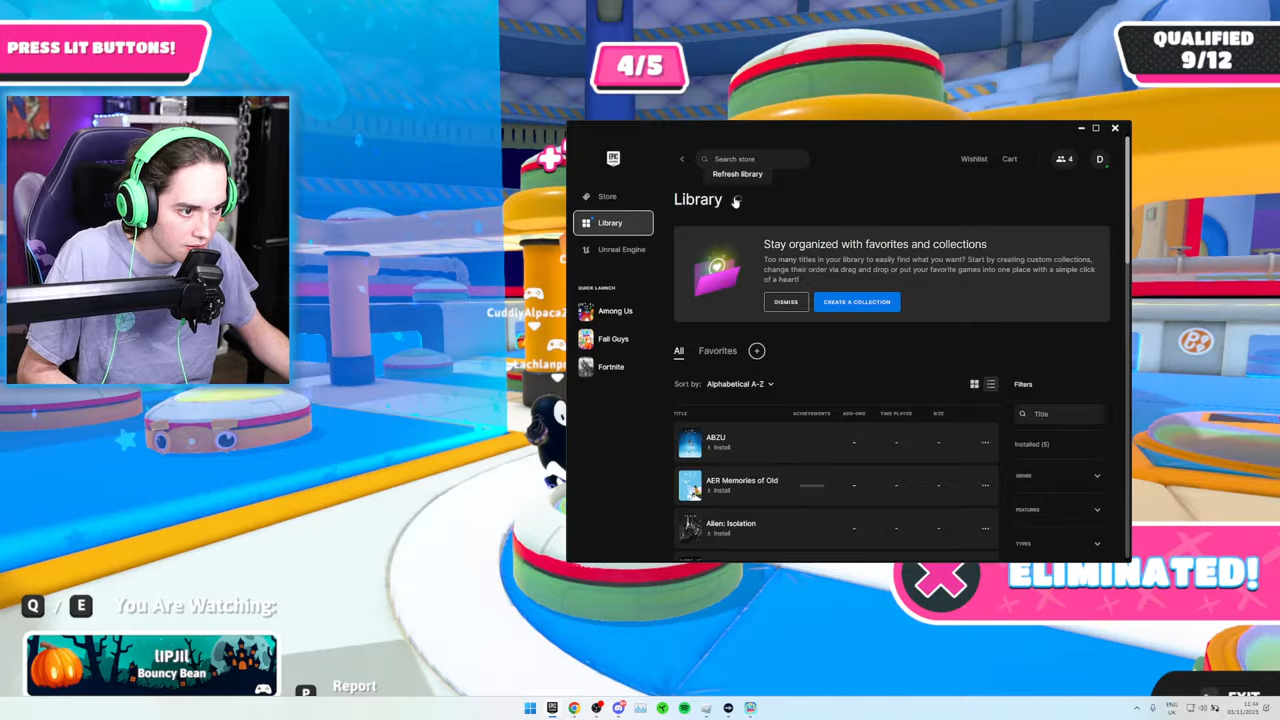 PRESS LIT BUTTONS!
4/5
QUALIFIED
9/12
EPIC
GAMES
Search store
Wishlist
Cart
4
D
Refresh library
Store
Library
Library
Unreal Engine
Stay organized with favorites and collections
Too many titles in your library to easily find what you want? Start by creating custom collections,
change their order via drag and drop or put your favorite games into one place with a simple click
of a heart!
DISMISS
CREATE A COLLECTION
QUICK LAUNCH
Among Us
Fall Guys
Fortnite
All
Favorites
Sort by: Alphabetical A-Z
Filters
TITLE
ACHIEVEMENTS
ADD-ONS
TIME PLAYED
SIZE
Title
ABZU
Install
Installed (5)
AER Memories of Old
Install
GENRE
FEATURES
Alien: Isolation
Install
TYPES
ELIMINATED!
Q / E You Are Watching:
lIPJIL
Bouncy Bean
P Report
EXIT
ENG
UK
11:44
03/11/2023